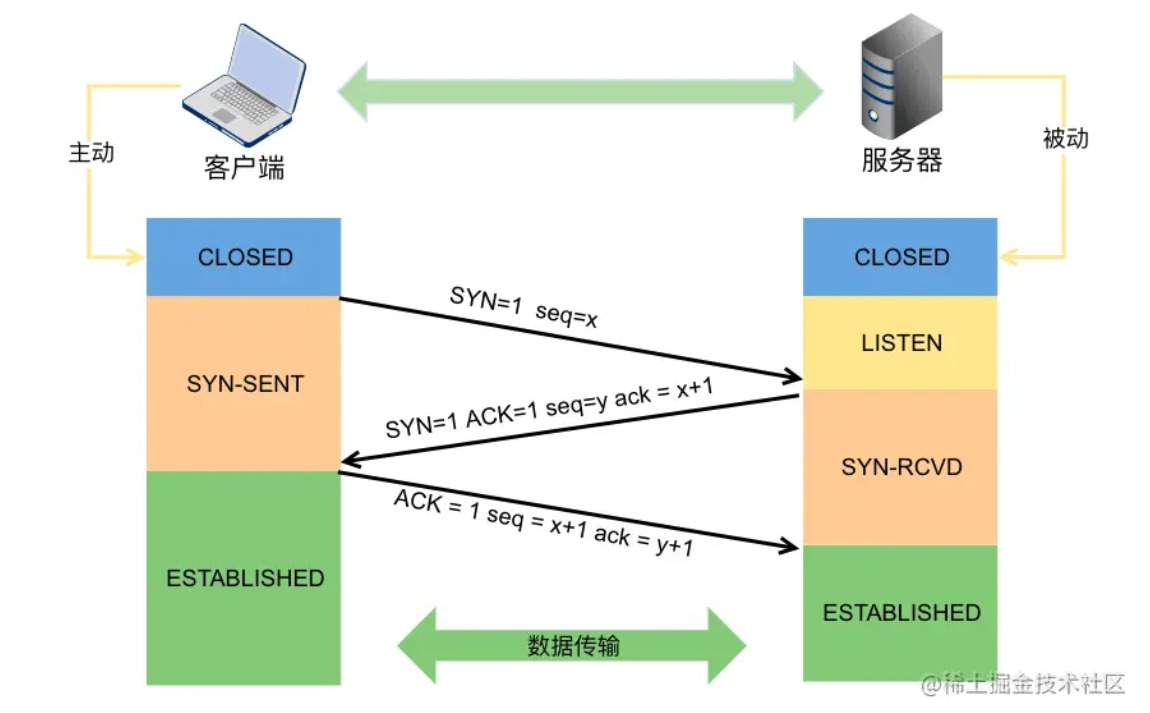 主动
客户端
服务器
被动
CLOSED
CLOSED
SYN=1 seq=x
LISTEN
SYN-SENT
SYN=1 ACK=1 seq=y ack = x+1
SYN-RCVD
ACK = 1 seq = x+1 ack = y+1
ESTABLISHED
ESTABLISHED
数据传输
@稀土掘金技术社区